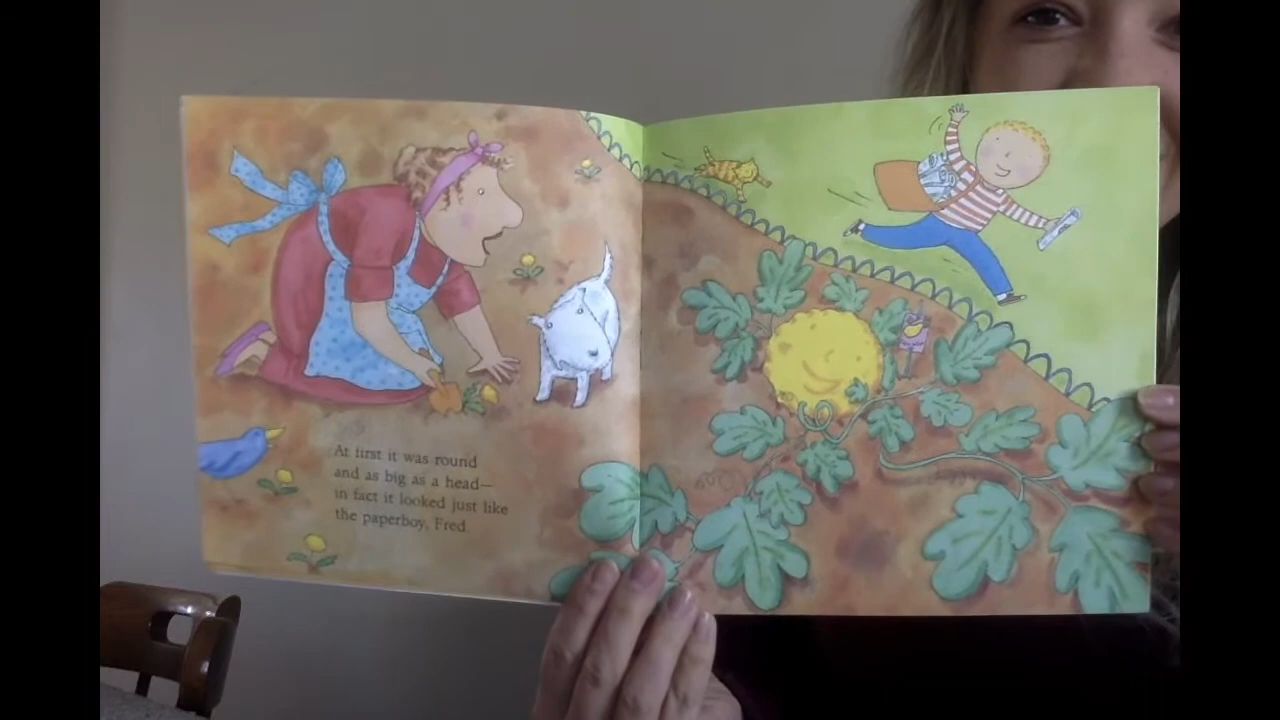 At first it was round
and as big as a head—
in fact it looked just like
the paperboy, Fred.